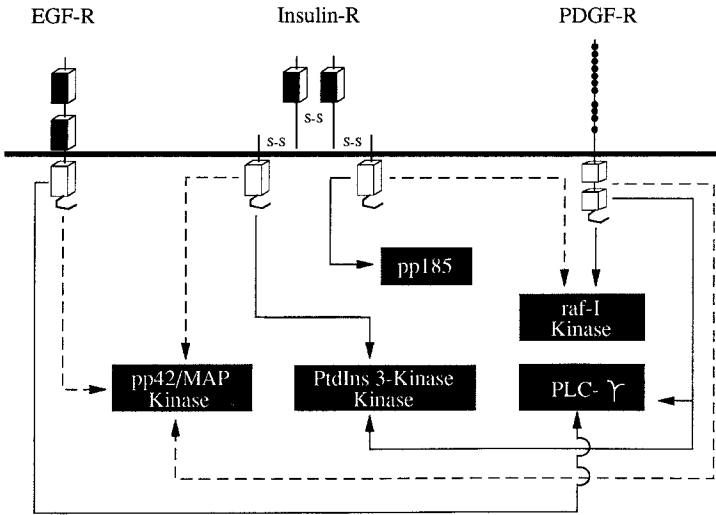 EGF-R Insulin-R PDGF-R
s-s
s-s s-s
pp185
raf-I
Kinase
pp42/MAP
Kinase
PtdIns 3-Kinase
Kinase
PLC- γ